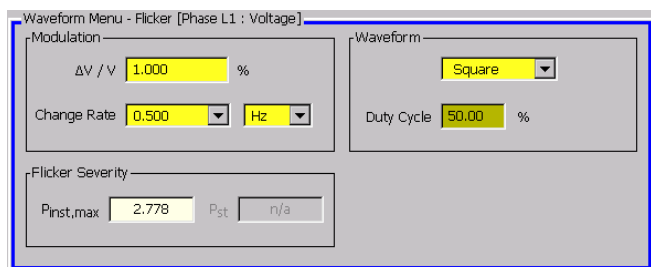 Waveform Menu - Flicker [Phase L1 : Voltage]
Modulation
ΔV / V 1.000 %
Change Rate 0.500 Hz
Waveform
Square
Duty Cycle 50.00 %
Flicker Severity
Pinst,max 2.778 Pst n/a